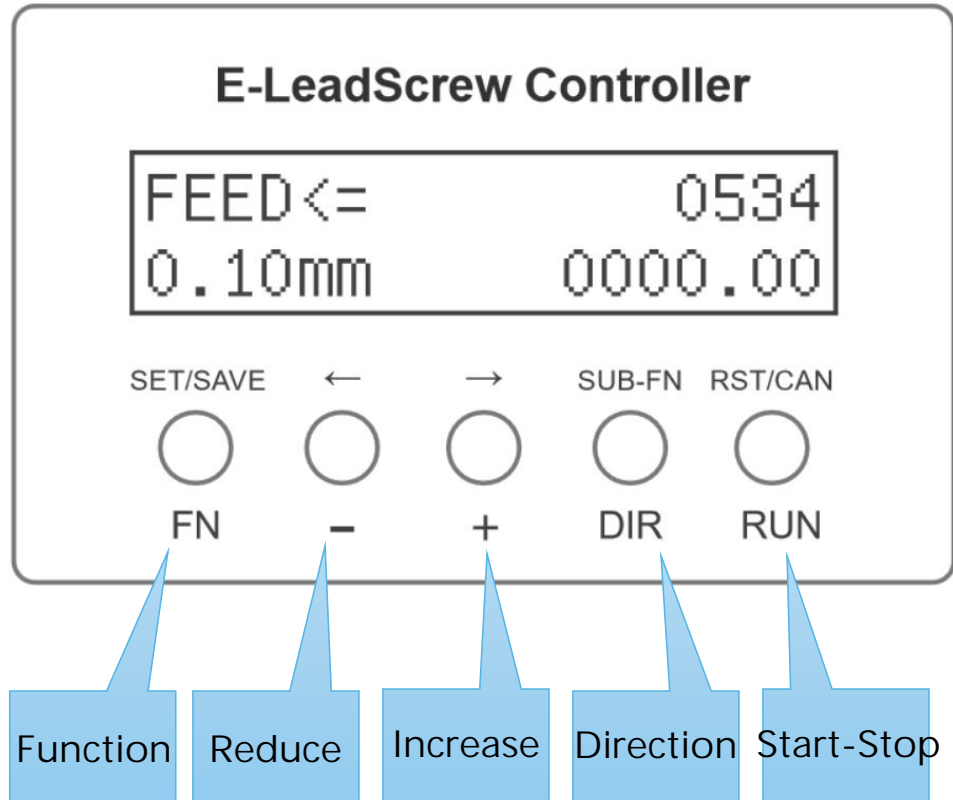 E-LeadScrew Controller
FEED<= 0534
0.10mm 0000.00
SET/SAVE ← → SUB-FN RST/CAN
FN - + DIR RUN
Function Reduce Increase Direction Start-Stop